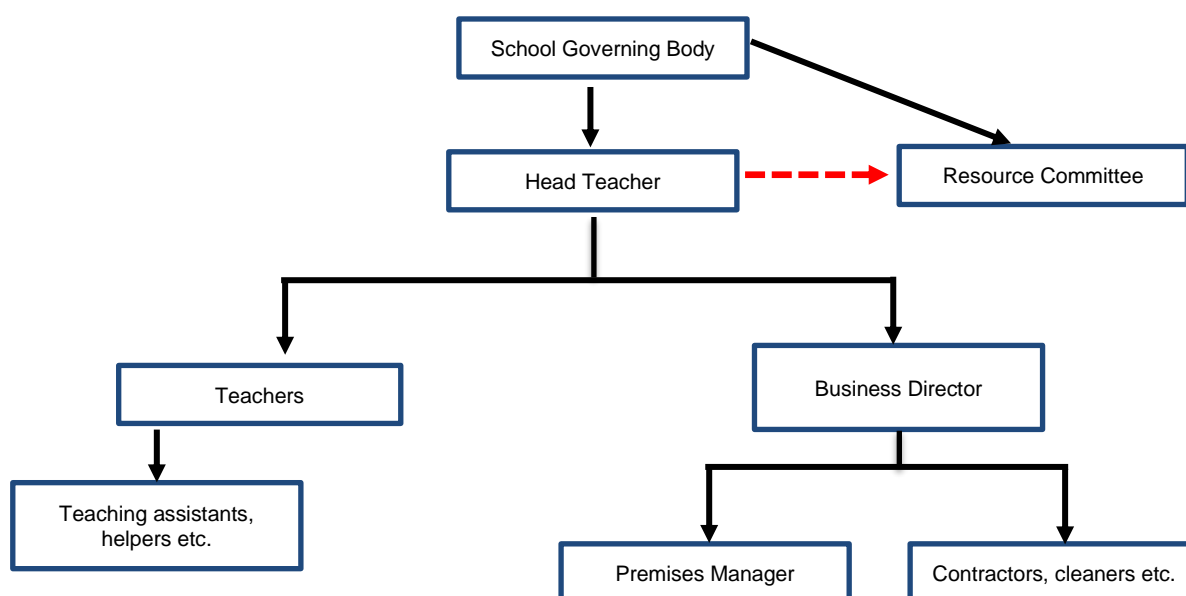 School Governing Body
Head Teacher
Resource Committee
Teachers
Business Director
Teaching assistants,
helpers etc.
Premises Manager
Contractors, cleaners etc.